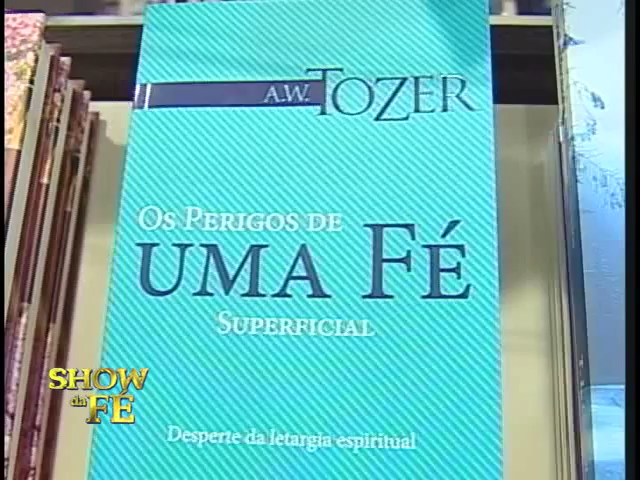 A.W. TOZER
OS PERIGOS DE
UMA FÉ
SUPERFICIAL
Desperte da letargia espiritual
SHOW
da FÉ